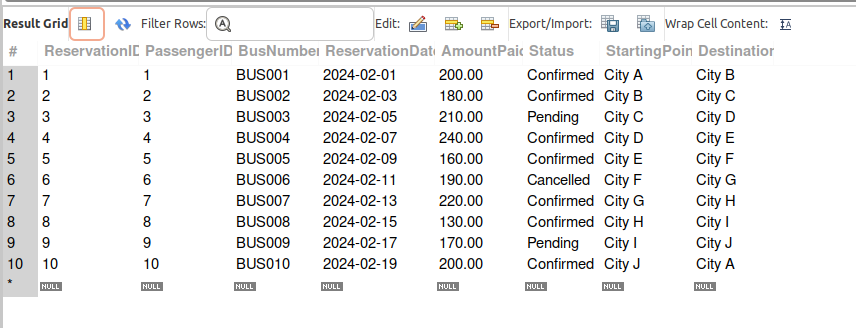 Result Grid Filter Rows: Edit: Export/Import: Wrap Cell Content:
# ReservationID PassengerID BusNumber ReservationDate AmountPaid Status StartingPoin Destination
1 1 1 BUS001 2024-02-01 200.00 Confirmed City A City B
2 2 2 BUS002 2024-02-03 180.00 Confirmed City B City C
3 3 3 BUS003 2024-02-05 210.00 Pending City C City D
4 4 4 BUS004 2024-02-07 240.00 Confirmed City D City E
5 5 5 BUS005 2024-02-09 160.00 Confirmed City E City F
6 6 6 BUS006 2024-02-11 190.00 Cancelled City F City G
7 7 7 BUS007 2024-02-13 220.00 Confirmed City G City H
8 8 8 BUS008 2024-02-15 130.00 Confirmed City H City I
9 9 9 BUS009 2024-02-17 170.00 Pending City I City J
10 10 10 BUS010 2024-02-19 200.00 Confirmed City J City A
* NULL NULL NULL NULL NULL NULL NULL NULL